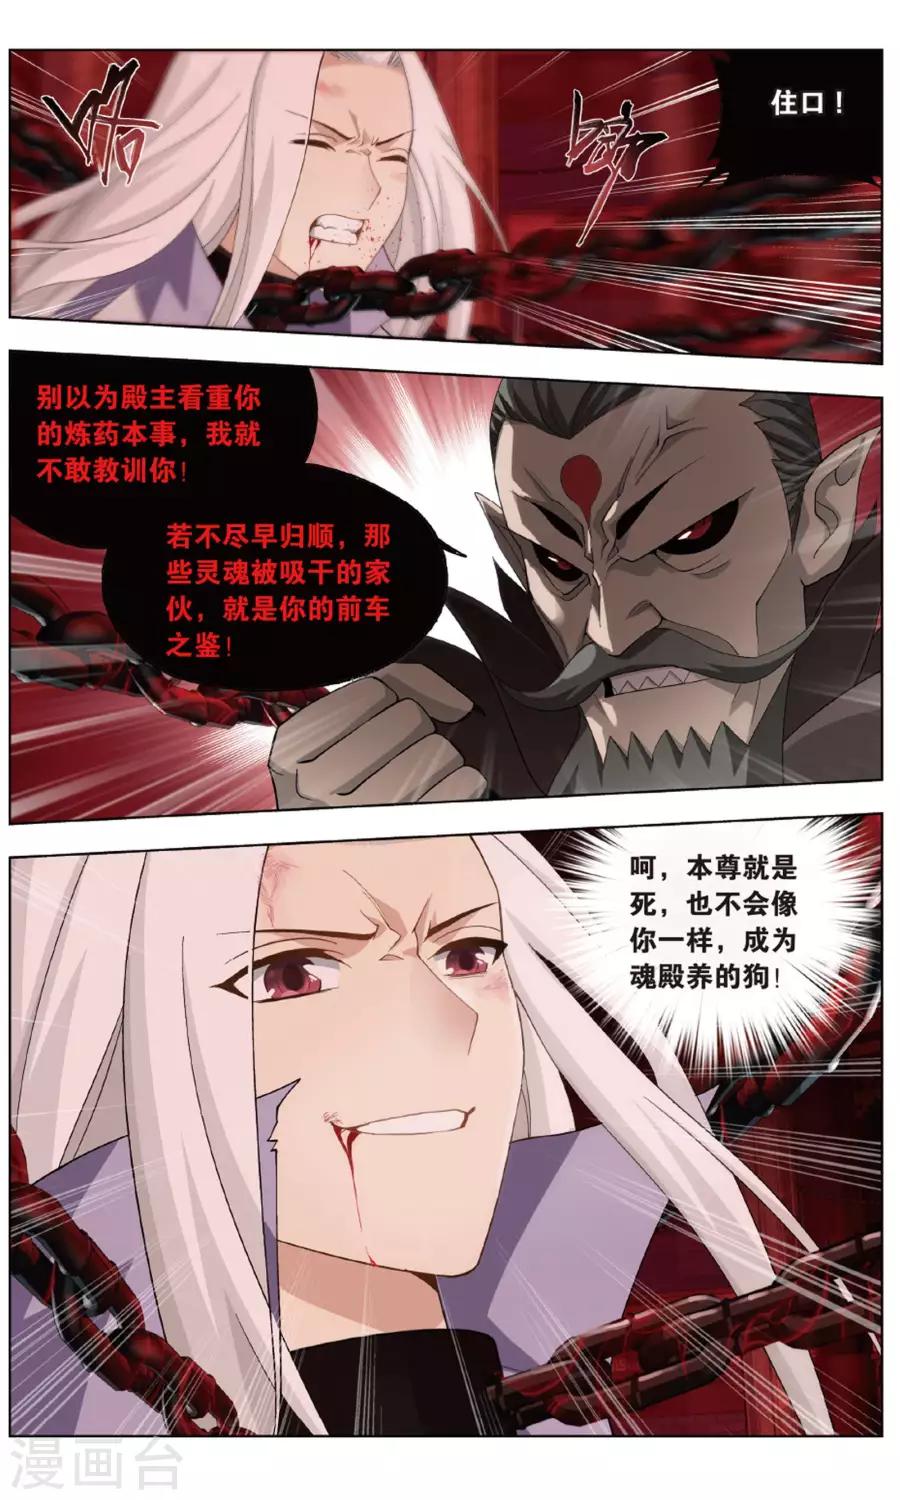 住口！
别以为殿主看重你
的炼药本事，我就
不敢教训你！
若不尽早归顺，那
些灵魂被吸干的家
伙，就是你的前车
之鉴！
呵，本尊就是
死，也不会像
你一样，成为
魂殿养的狗！
漫画台